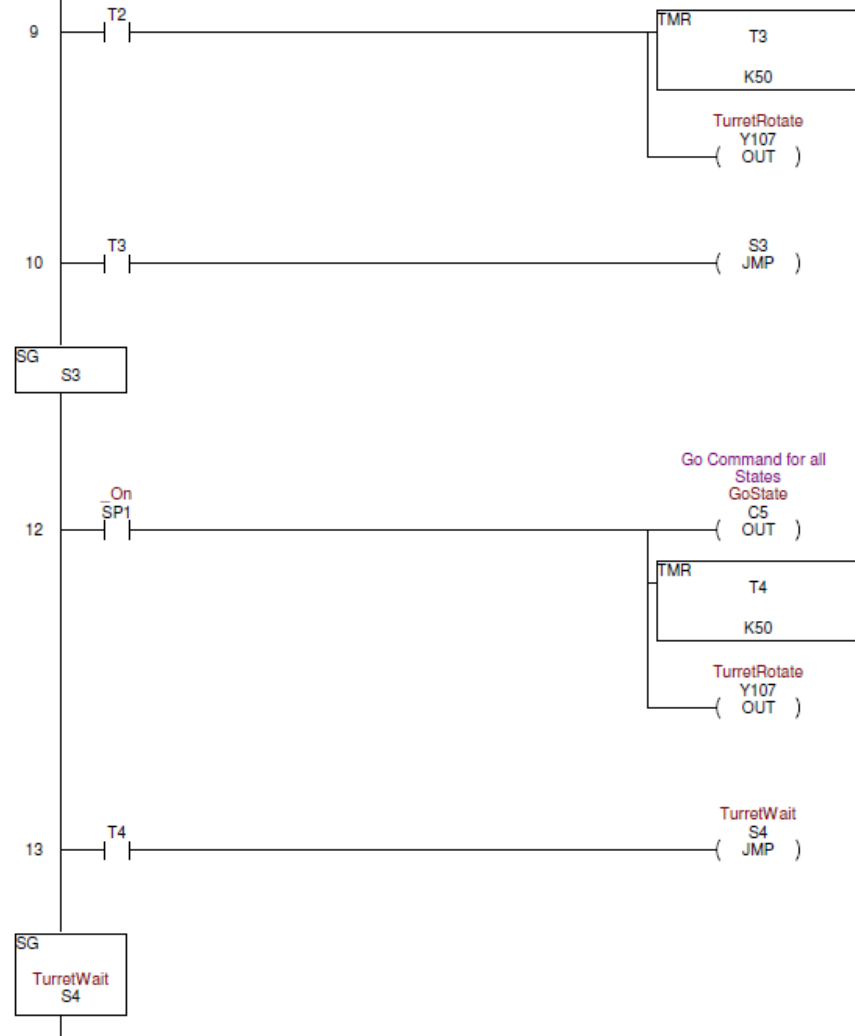 T2
9
TMR
T3
K50
TurretRotate
Y107
( OUT )
T3
10
S3
( JMP )
SG
S3
Go Command for all
States
GoState
_On
SP1
C5
12
( OUT )
TMR
T4
K50
TurretRotate
Y107
( OUT )
TurretWait
T4
S4
13
( JMP )
SG
TurretWait
S4